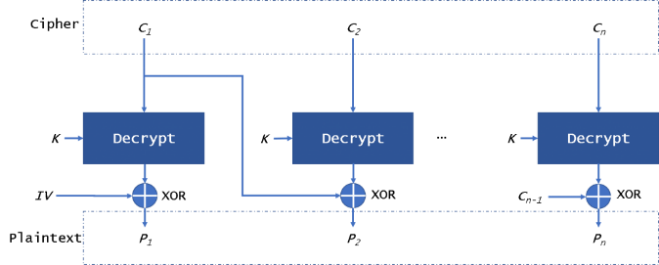 Cipher C1 C2 Cn
K Decrypt K Decrypt ... K Decrypt
IV XOR XOR Cn-1 XOR
Plaintext P1 P2 Pn